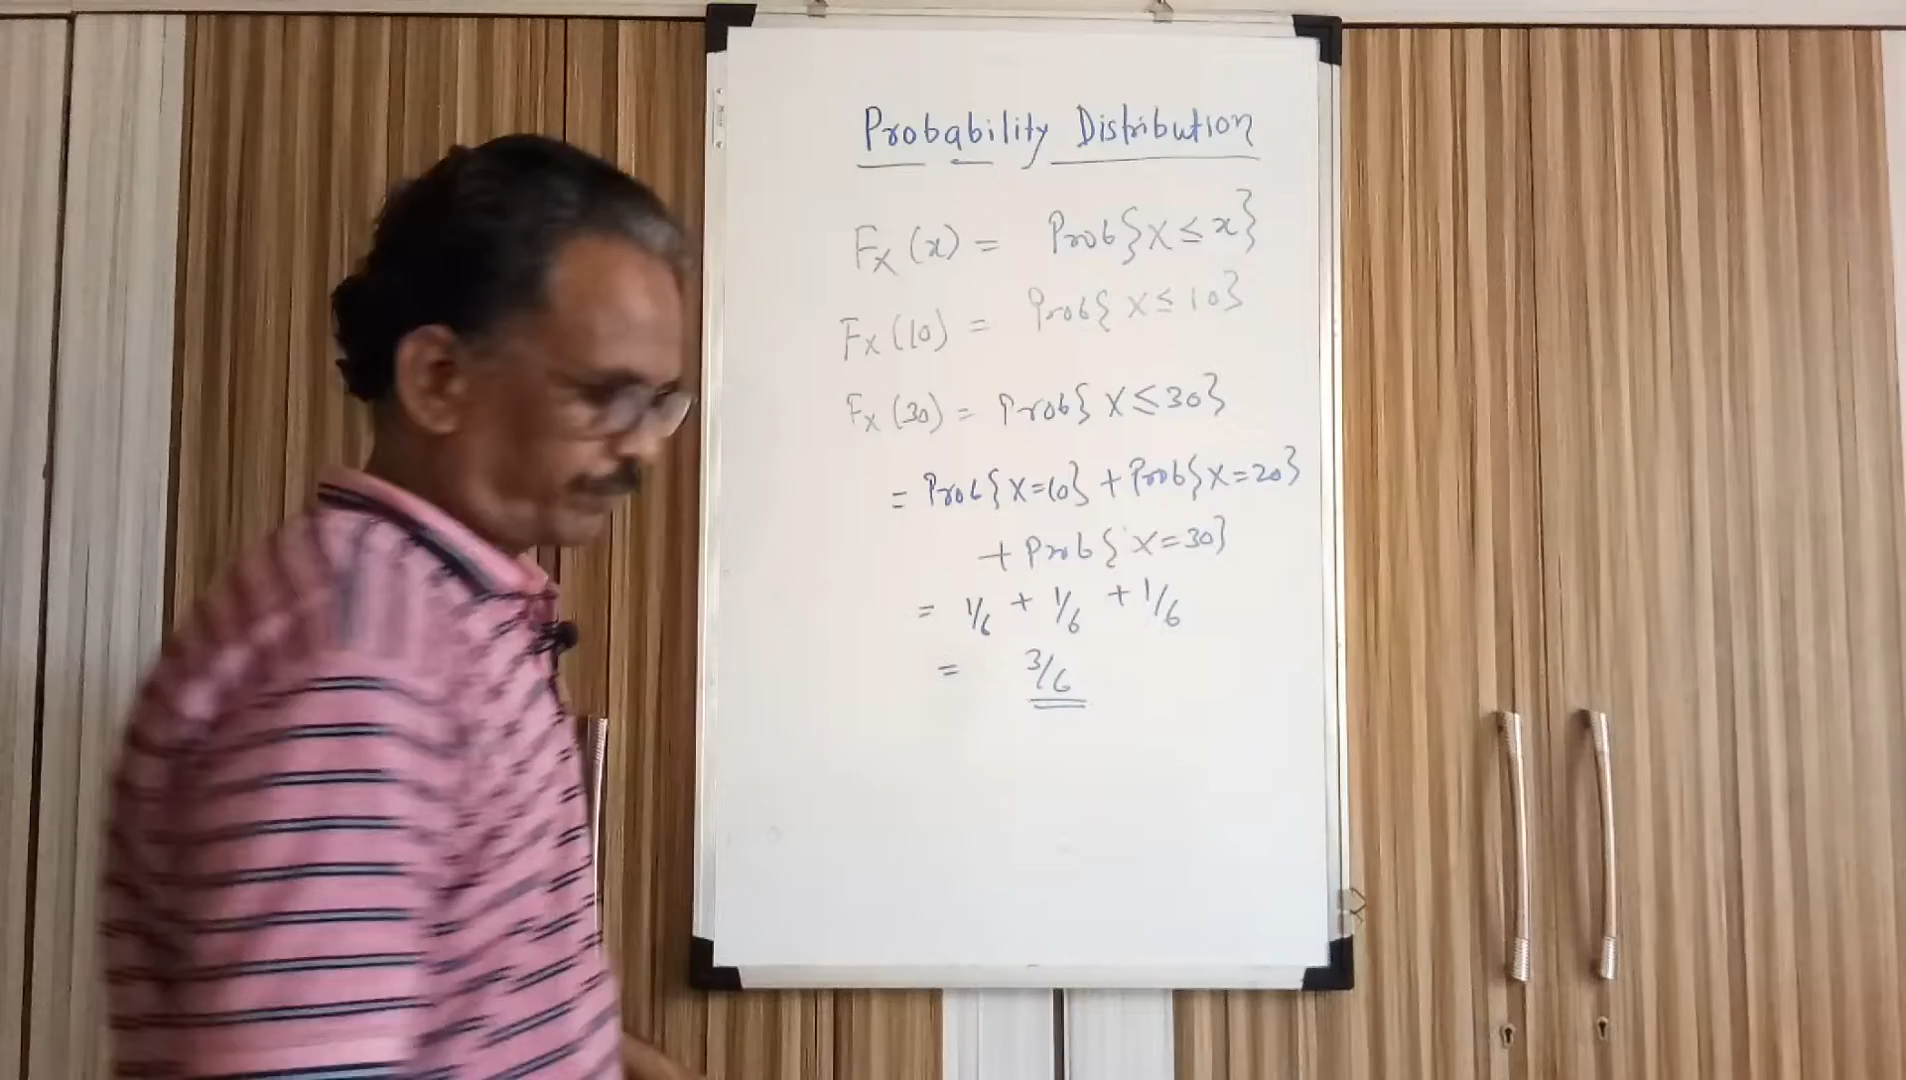 Probability Distribution
Fx (x) = Prob{X ≤ x}
Fx (10) = Prob{ X ≤ 10}
Fx (30) = Prob{ X ≤ 30}
= Prob{X=10} + Prob{X=20}
+ Prob{X=30}
= 1/6 + 1/6 + 1/6
= 3/6